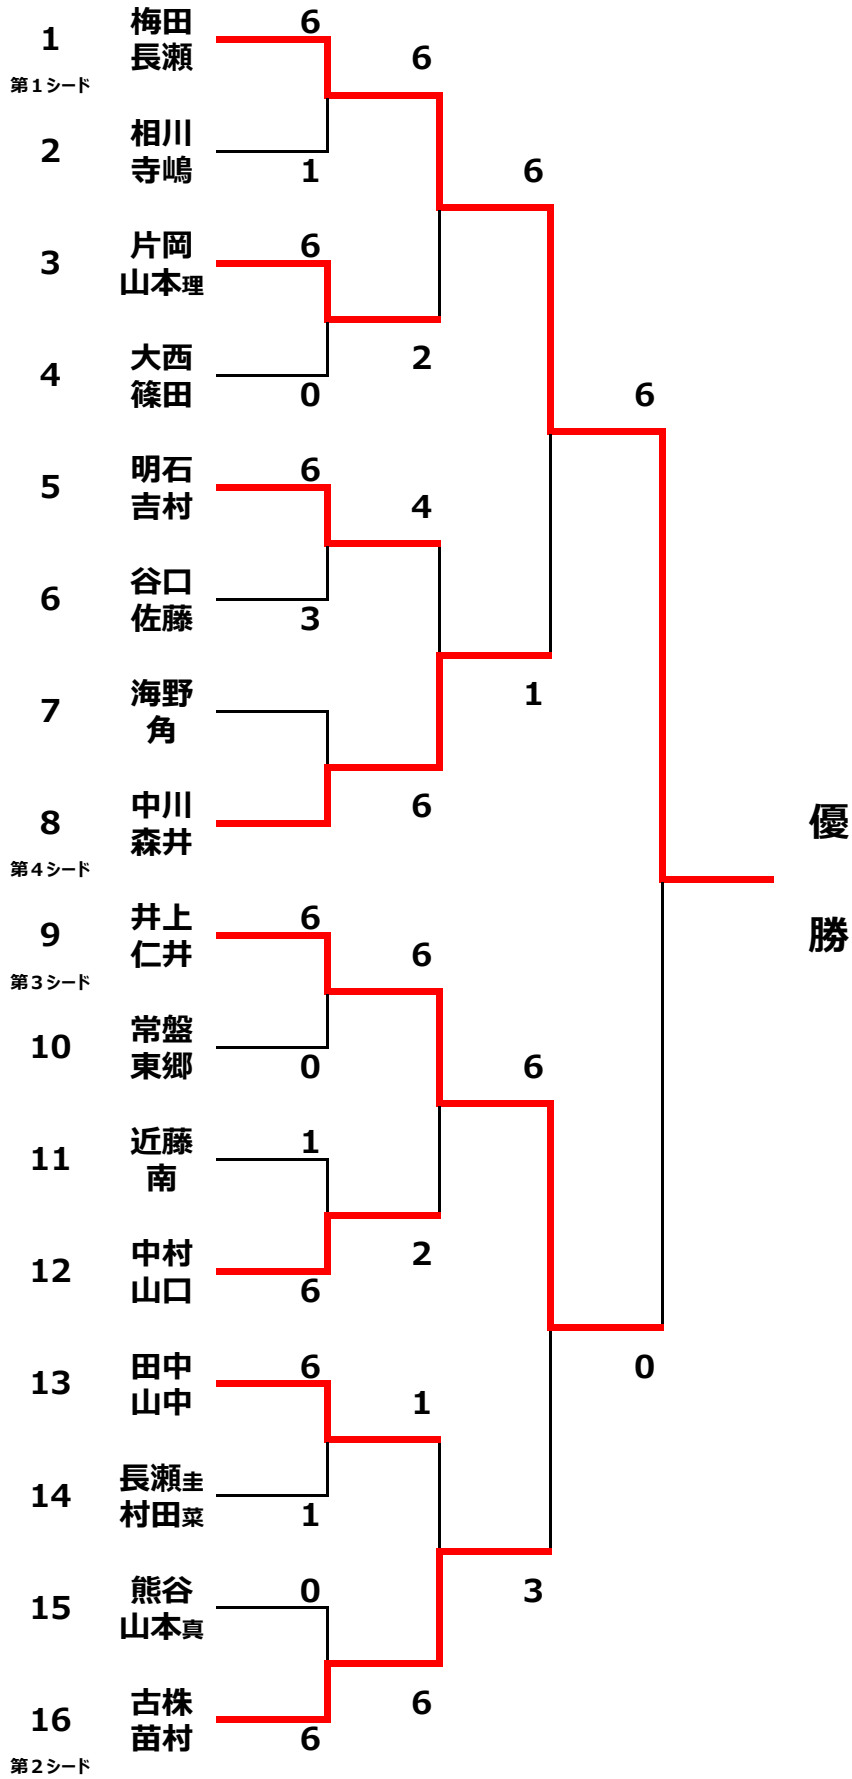 梅田
6
1
長瀬
6
第1シード
相川
2
寺嶋
1
6
片岡
6
3
山本理
大西
2
4
篠田
0
6
明石
6
5
吉村
4
谷口
6
佐藤
3
海野
7
角
1
中川
6
8
森井
優
第4シード
井上
6
9
仁井
6
勝
第3シード
常盤
10
東郷
0
6
近藤
1
11
南
中村
2
12
山口
6
田中
6
0
13
山中
1
長瀬圭
14
村田菜
1
熊谷
0
3
15
山本真
古株
6
16
苗村
6
第2シード